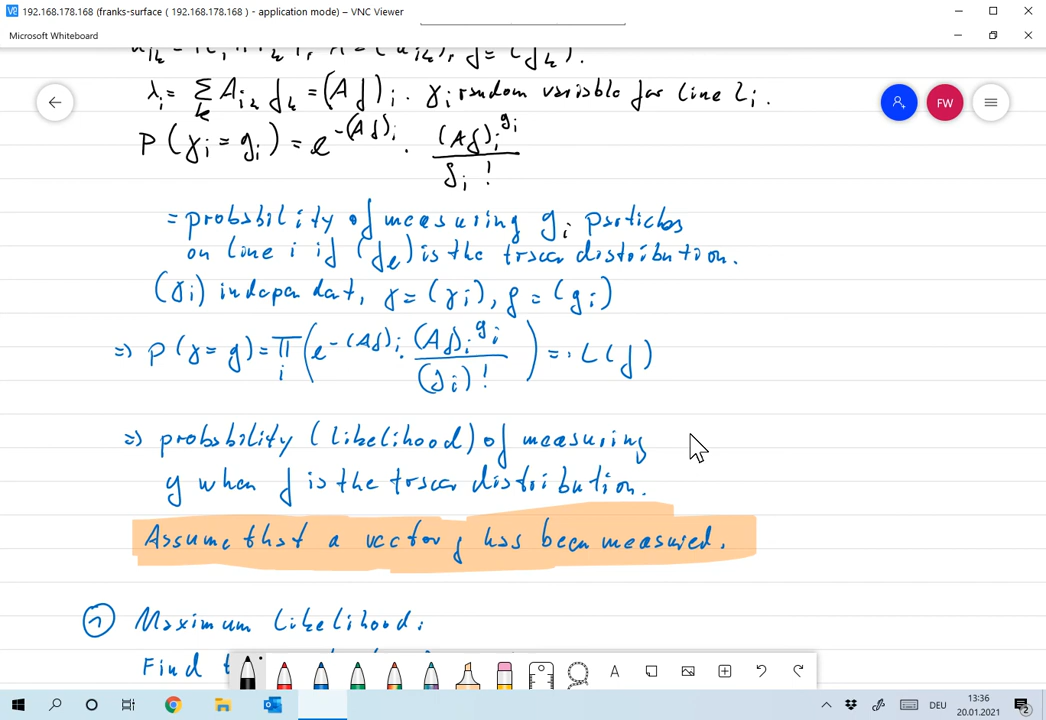 192.168.178.168 (franks-surface ( 192.168.178.168 ) - application mode) – VNC Viewer
Microsoft Whiteboard
λi = Σk Aik fk = (Af)i. γi random variable for line Li.
P(γi = gi) = e^-(Af)i · (Af)i^gi / gi!
= probability of measuring gi particles
on line i if (fe) is the tracer distribution.
(γi) independent, γ = (γi), g = (gi)
=> P(γ = g) = Πi (e^-(Af)i · (Af)i^gi / (gi)!) =: L(f)
=> probability (likelihood) of measuring
g when f is the tracer distribution.
Assume that a vector g has been measured.
① Maximum Likelihood:
Find
FW
A
DEU
13:36
20.01.2021
2